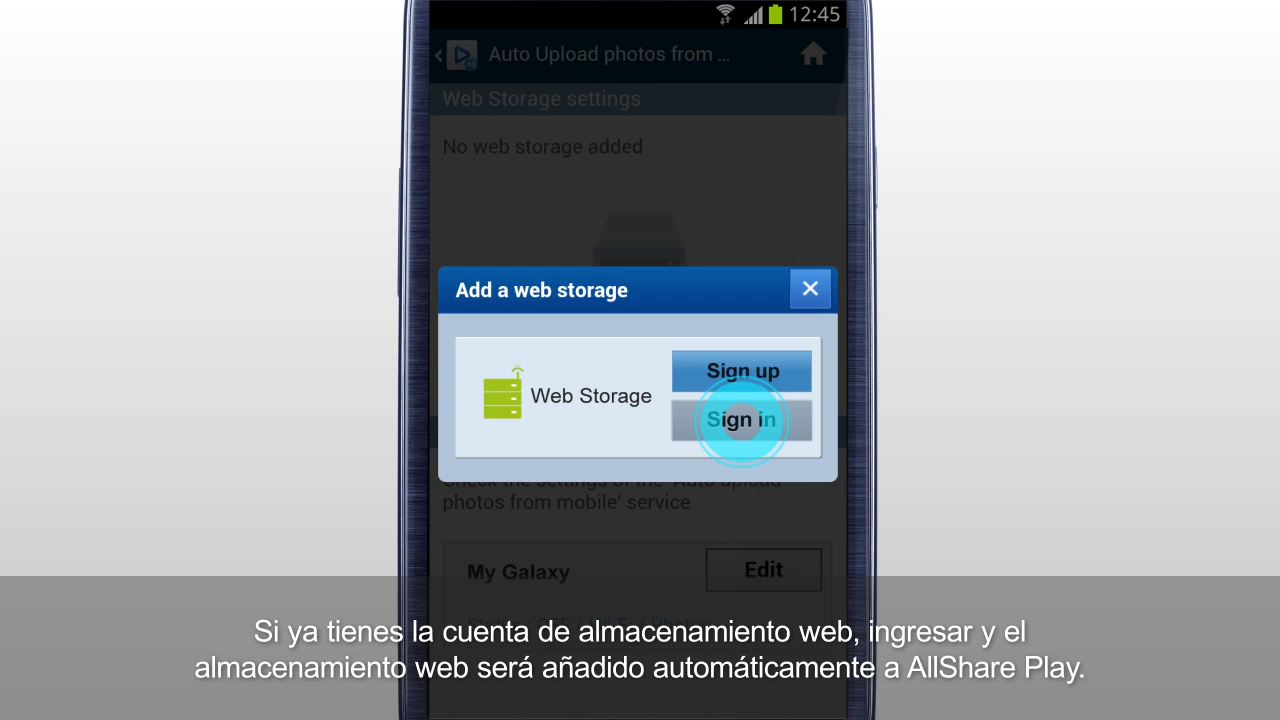 12:45
Auto Upload photos from ...
Web Storage settings
No web storage added
Add a web storage
Web Storage
Sign up
Sign in
Check the settings of the 'Auto upload
photos from mobile' service
My Galaxy
Edit
Si ya tienes la cuenta de almacenamiento web, ingresar y el
almacenamiento web será añadido automáticamente a AllShare Play.